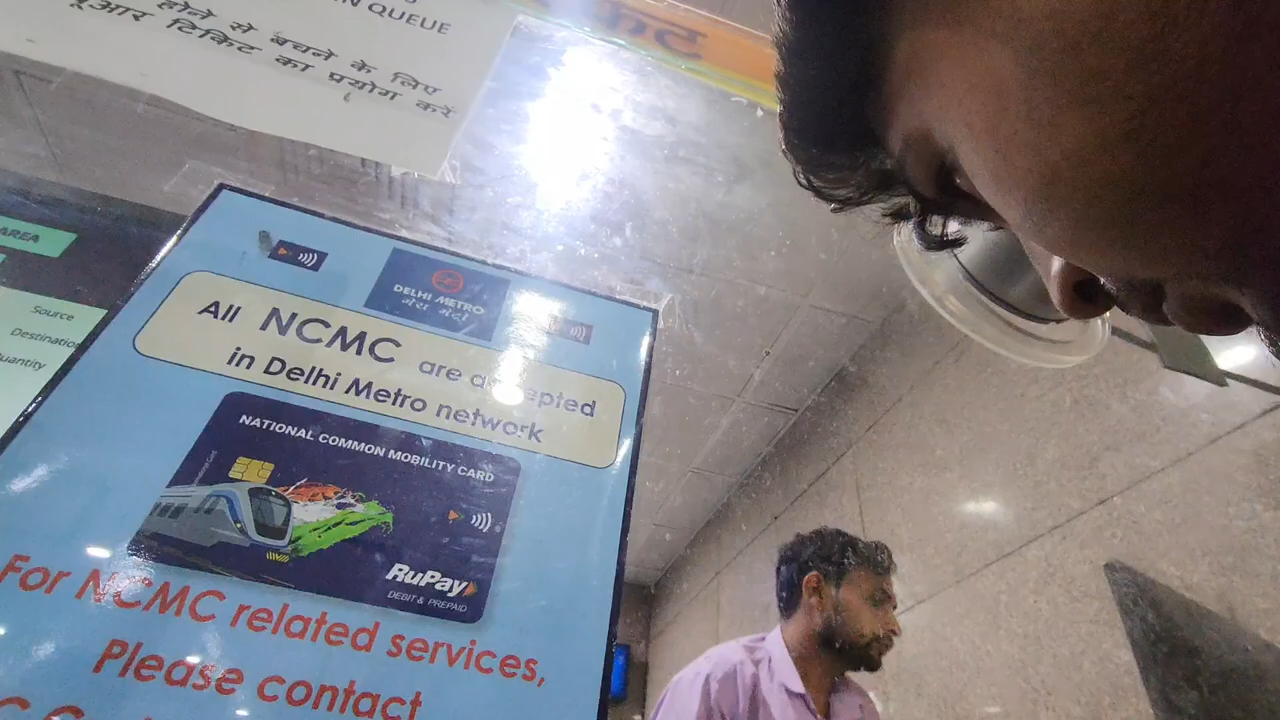 IN QUEUE
होने से बचने के लिए
टिकिट का प्रयोग करें
AREA
Source
Destination
Quantity
DELHI METRO
All NCMC are accepted
in Delhi Metro network
NATIONAL COMMON MOBILITY CARD
RuPay
DEBIT & PREPAID
For NCMC related services,
Please contact